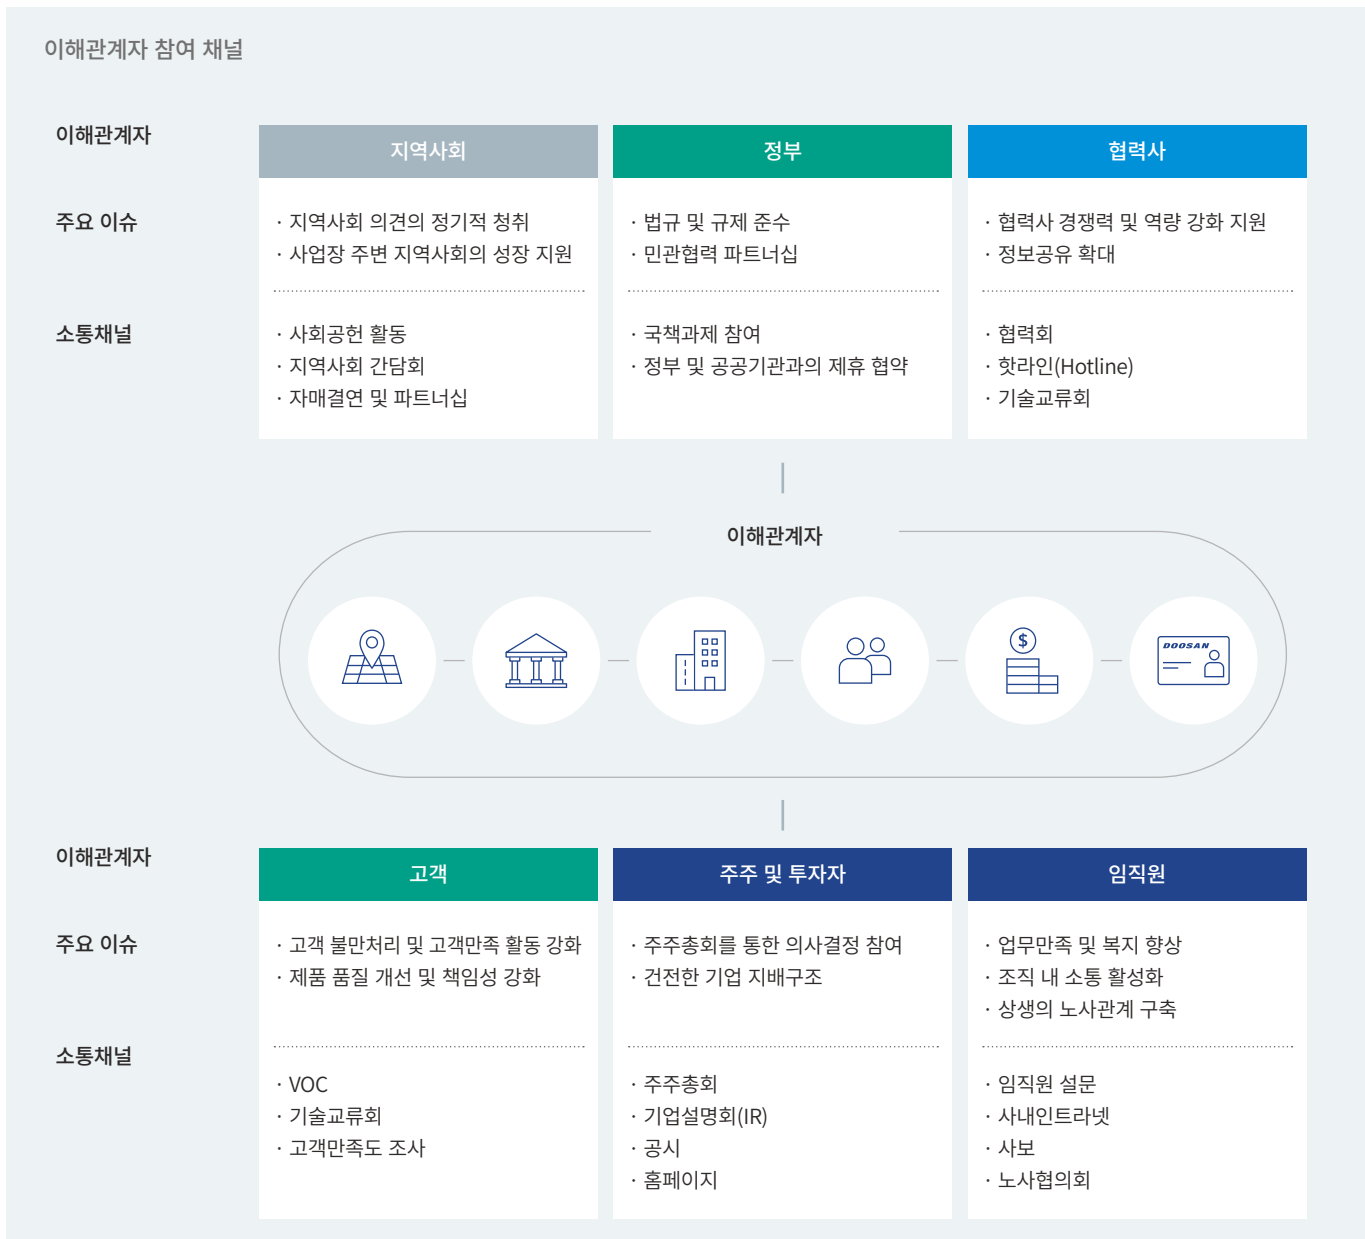 이해관계자 참여 채널
이해관계자
지역사회
정부
협력사
주요 이슈
· 지역사회 의견의 정기적 청취
· 사업장 주변 지역사회의 성장 지원
· 법규 및 규제 준수
· 민관협력 파트너십
· 협력사 경쟁력 및 역량 강화 지원
· 정보공유 확대
소통채널
· 사회공헌 활동
· 지역사회 간담회
· 자매결연 및 파트너십
· 국책과제 참여
· 정부 및 공공기관과의 제휴 협약
· 협력회
· 핫라인(Hotline)
· 기술교류회
이해관계자
$
DOOSAN
이해관계자
고객
주주 및 투자자
임직원
주요 이슈
· 고객 불만처리 및 고객만족 활동 강화
· 제품 품질 개선 및 책임성 강화
· 주주총회를 통한 의사결정 참여
· 건전한 기업 지배구조
· 업무만족 및 복지 향상
· 조직 내 소통 활성화
· 상생의 노사관계 구축
소통채널
· VOC
· 기술교류회
· 고객만족도 조사
· 주주총회
· 기업설명회(IR)
· 공시
· 홈페이지
· 임직원 설문
· 사내인트라넷
· 사보
· 노사협의회